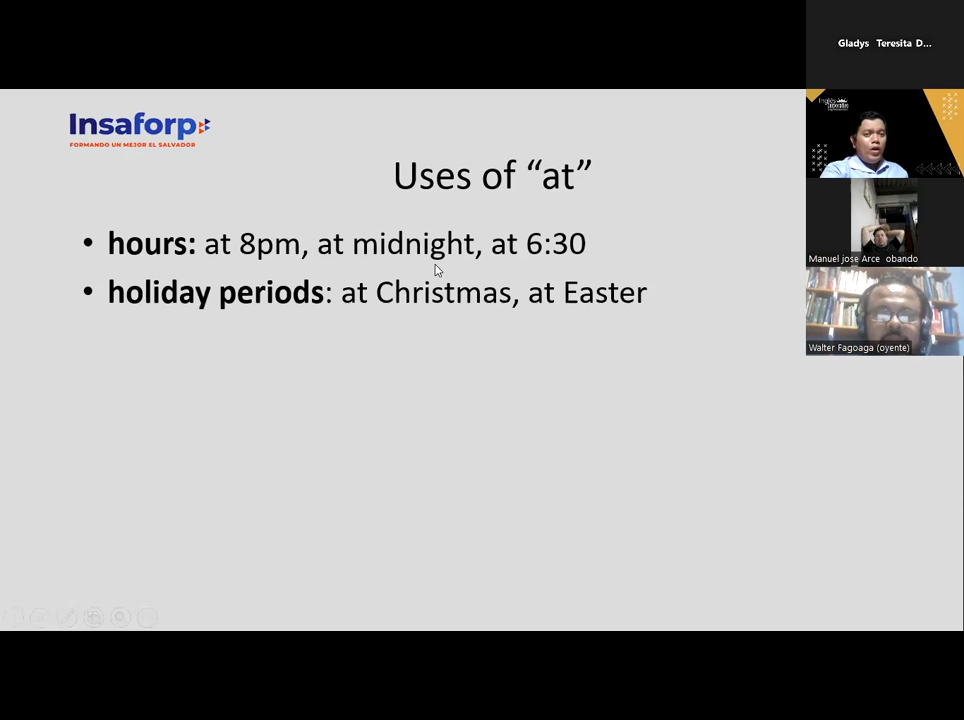 Gladys Teresita D...
Insaforp
FORMANDO UN MEJOR EL SALVADOR
Uses of “at”
• hours: at 8pm, at midnight, at 6:30
• holiday periods: at Christmas, at Easter
Inglés
Manuel jose Arce obando
Walter Fagoaga (oyente)